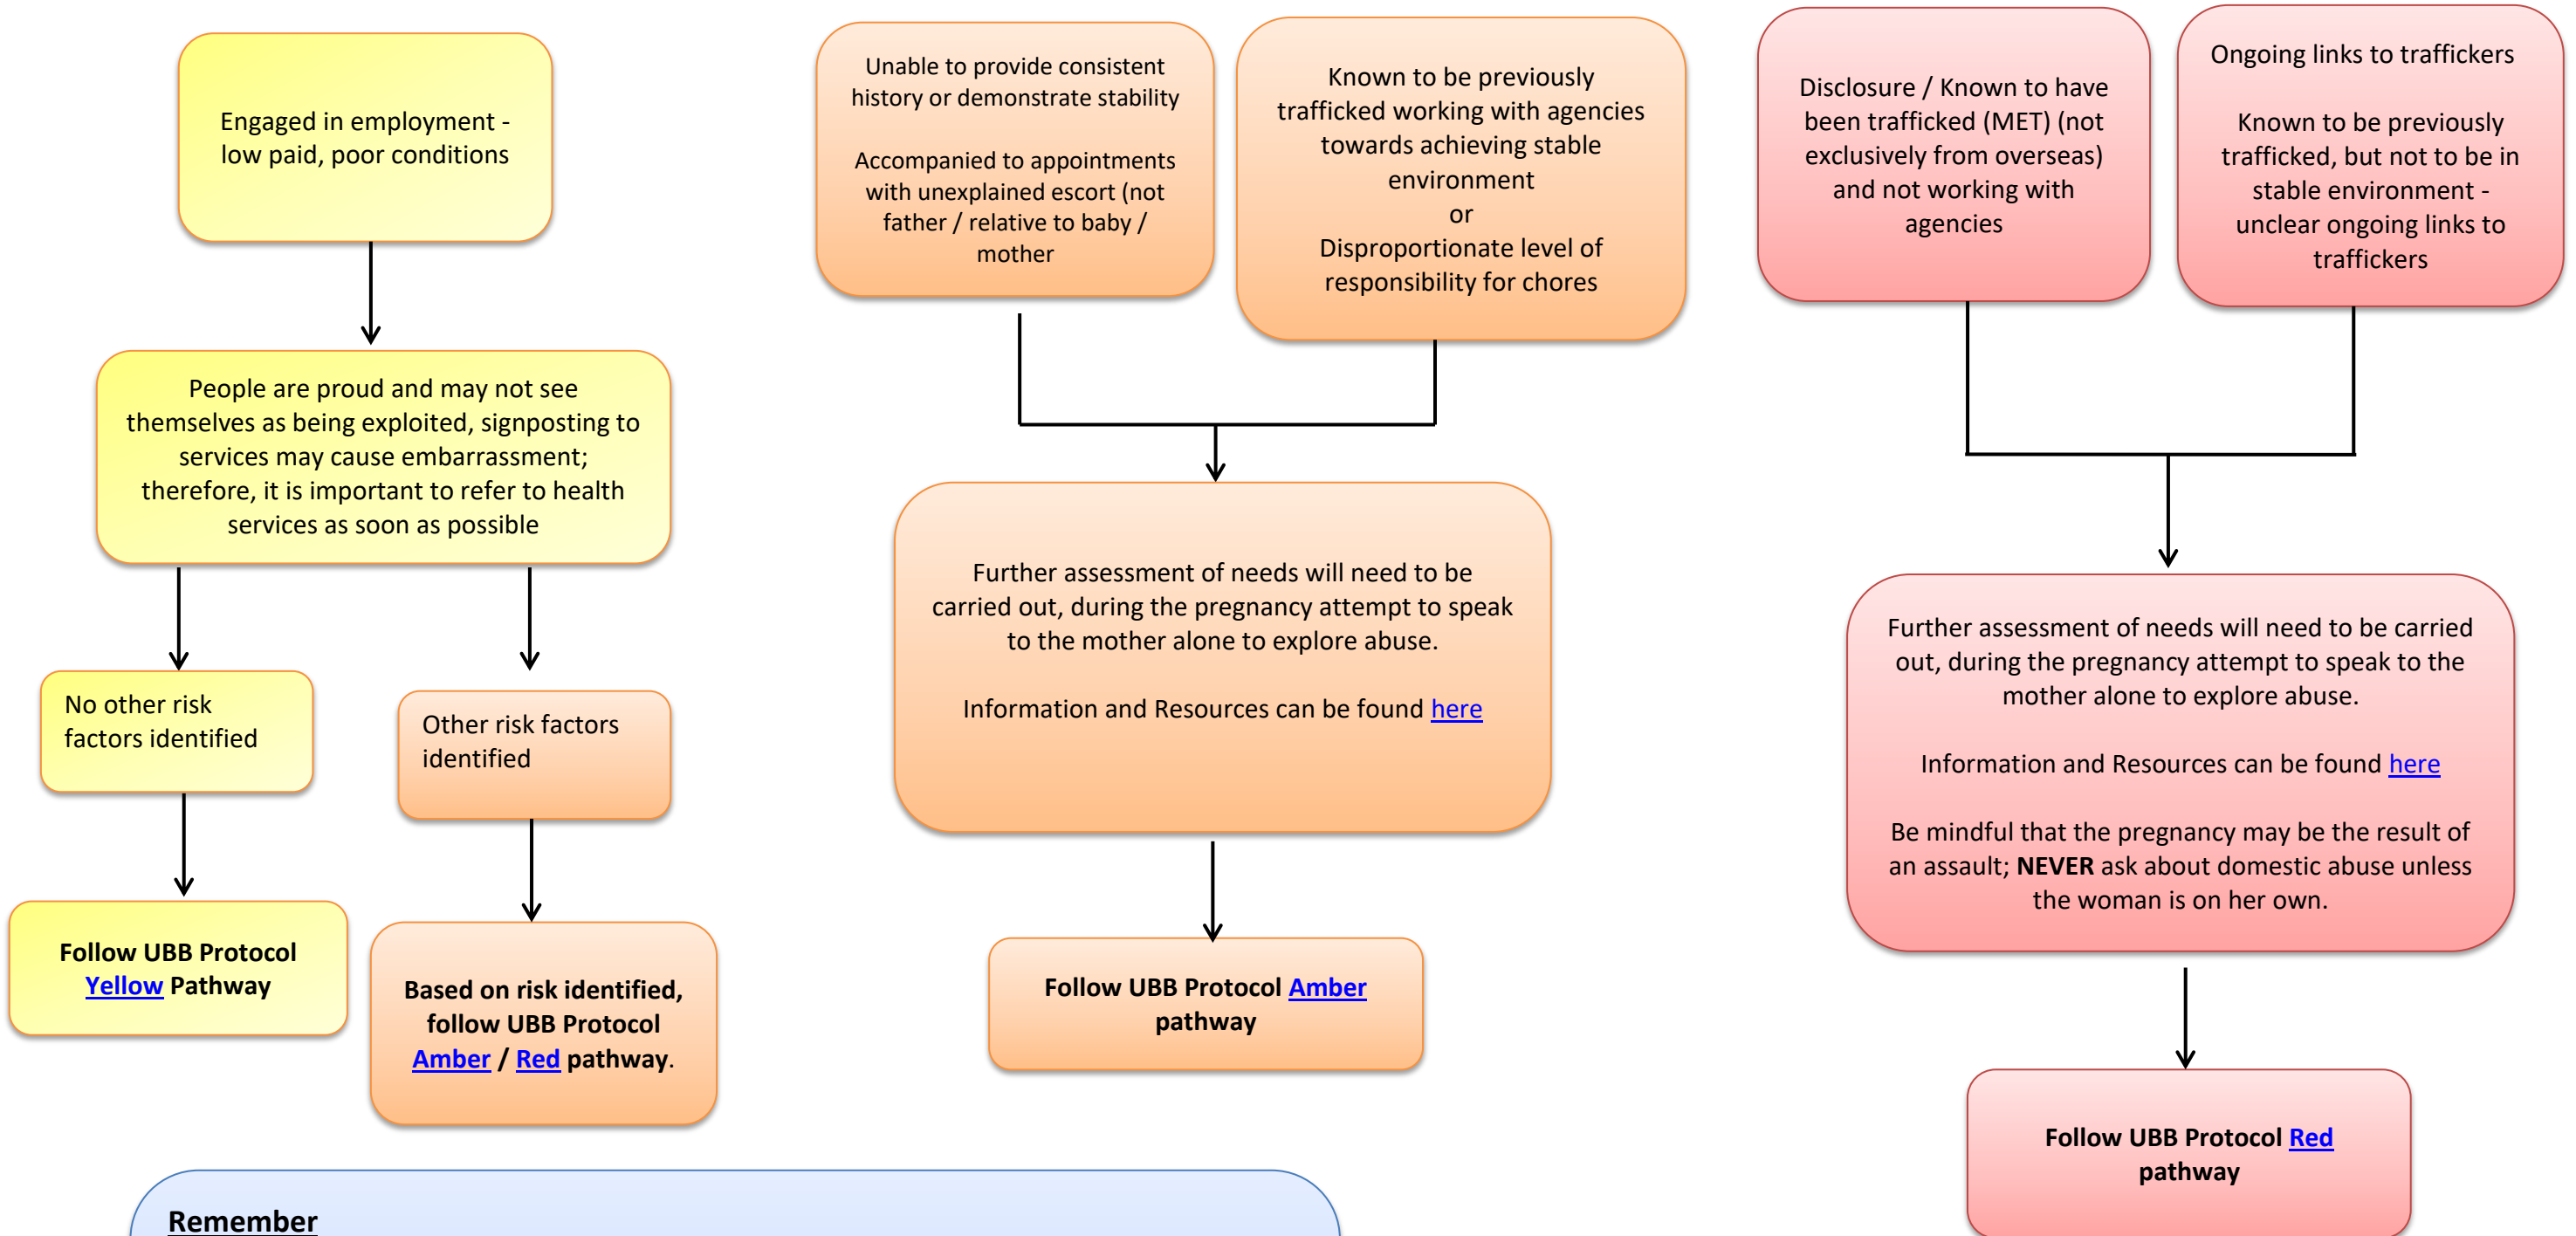 Engaged in employment -
low paid, poor conditions
People are proud and may not see
themselves as being exploited, signposting to
services may cause embarrassment;
therefore, it is important to refer to health
services as soon as possible
No other risk
factors identified
Other risk factors
identified
Follow UBB Protocol
Yellow Pathway
Based on risk identified,
follow UBB Protocol
Amber / Red pathway.
Unable to provide consistent
history or demonstrate stability
Accompanied to appointments
with unexplained escort (not
father / relative to baby /
mother
Known to be previously
trafficked working with agencies
towards achieving stable
environment
or
Disproportionate level of
responsibility for chores
Further assessment of needs will need to be
carried out, during the pregnancy attempt to speak
to the mother alone to explore abuse.
Information and Resources can be found here
Follow UBB Protocol Amber
pathway
Disclosure / Known to have
been trafficked (MET) (not
exclusively from overseas)
and not working with
agencies
Ongoing links to traffickers
Known to be previously
trafficked, but not to be in
stable environment -
unclear ongoing links to
traffickers
Further assessment of needs will need to be carried
out, during the pregnancy attempt to speak to the
mother alone to explore abuse.
Information and Resources can be found here
Be mindful that the pregnancy may be the result of
an assault; NEVER ask about domestic abuse unless
the woman is on her own.
Follow UBB Protocol Red
pathway
Remember